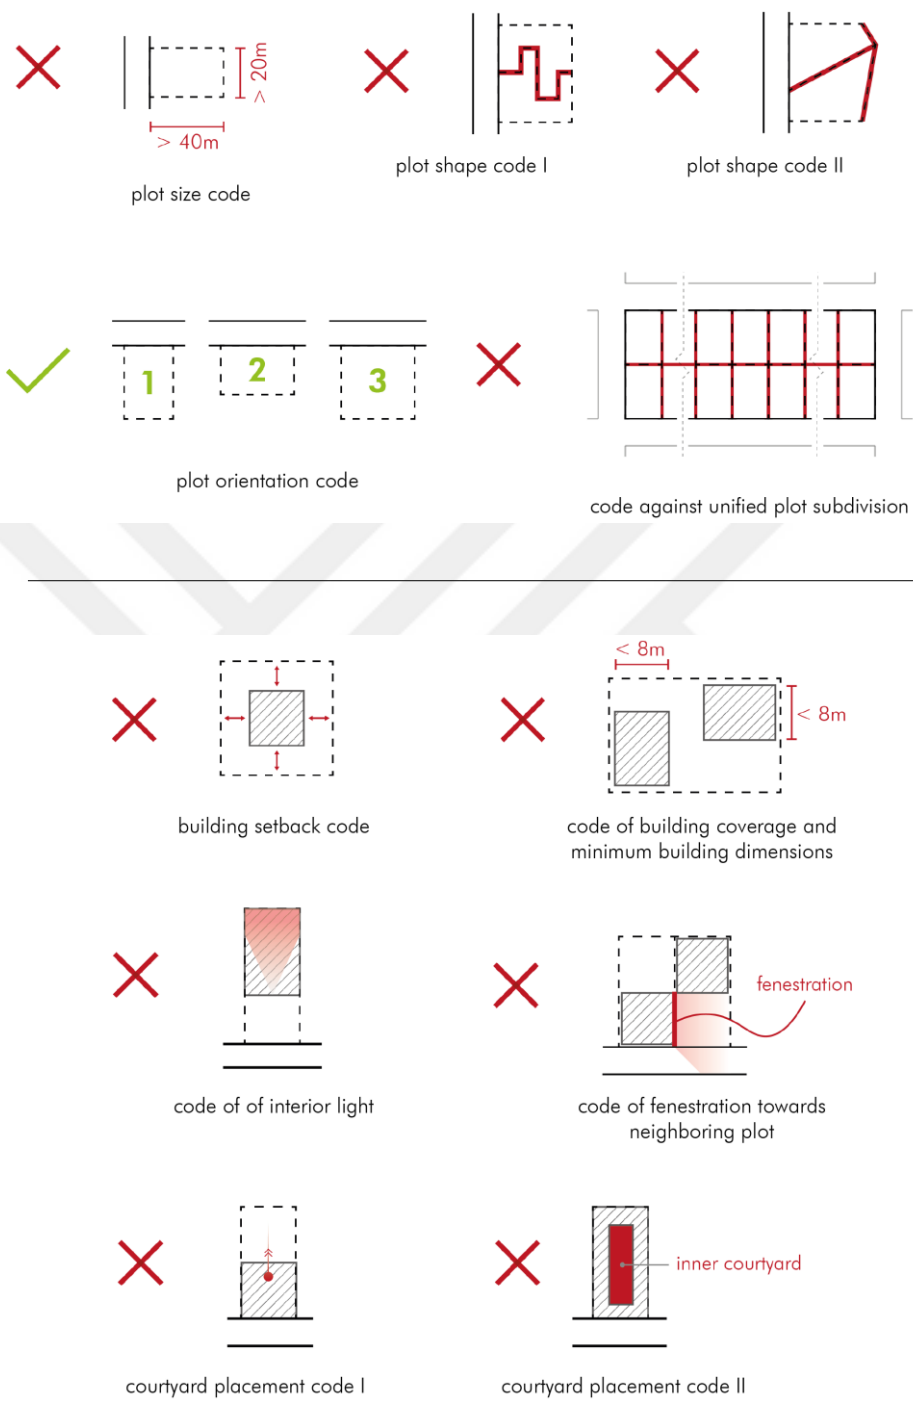 > 20m
> 40m
plot size code
plot shape code I
plot shape code II
1
2
3
plot orientation code
code against unified plot subdivision
< 8m
< 8m
building setback code
code of building coverage and
minimum building dimensions
fenestration
code of of interior light
code of fenestration towards
neighboring plot
inner courtyard
courtyard placement code I
courtyard placement code II